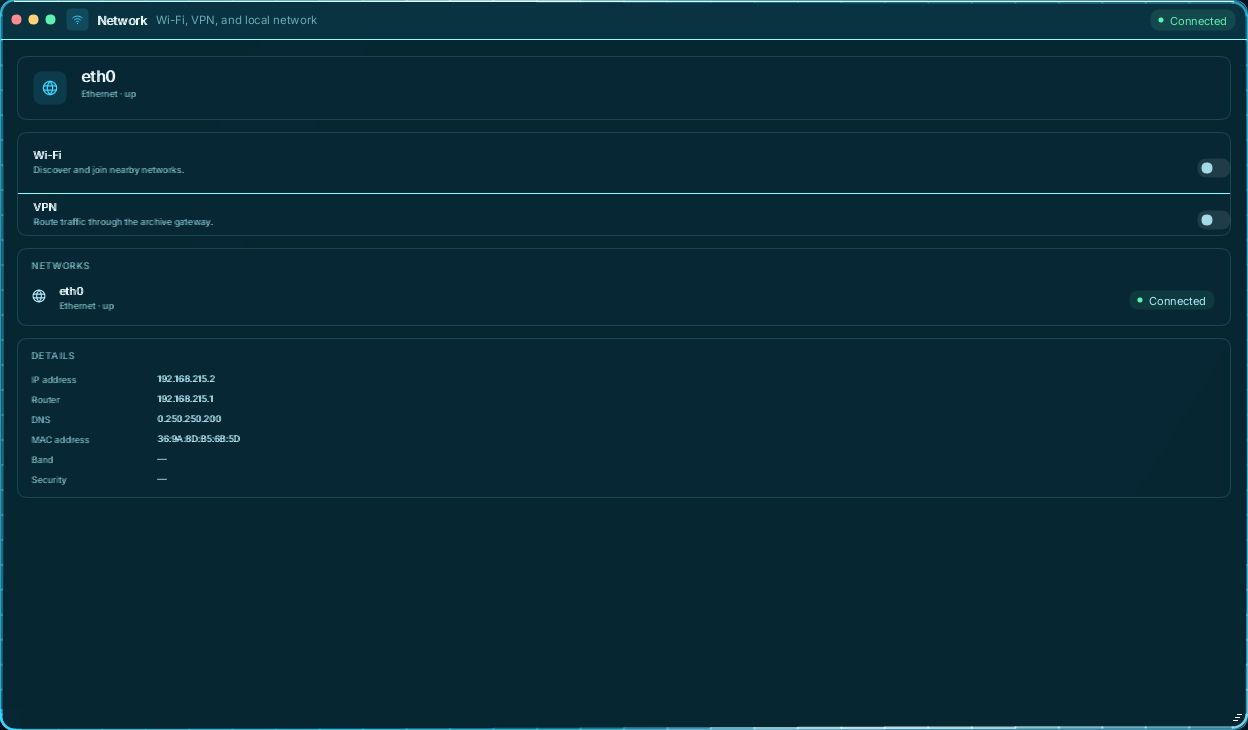 Network Wi-Fi, VPN, and local network Connected
eth0
Ethernet · up
Wi-Fi
Discover and join nearby networks.
VPN
Route traffic through the archive gateway.
NETWORKS
eth0
Ethernet · up
Connected
DETAILS
IP address 192.168.215.2
Router 192.168.215.1
DNS 0.250.250.200
MAC address 36:9A:8D:B5:6B:5D
Band —
Security —